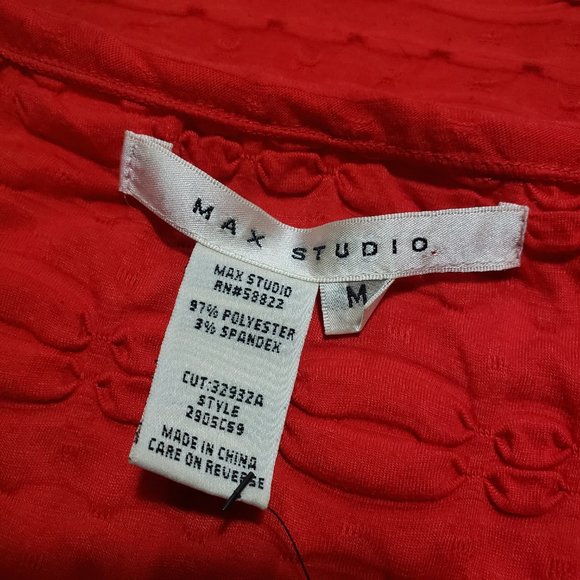 MAX STUDIO
M
MAX STUDIO
RN#58822
97% POLYESTER
3% SPANDEX
CUT:32932A
STYLE
2905C59
MADE IN CHINA
CARE ON REVERSE